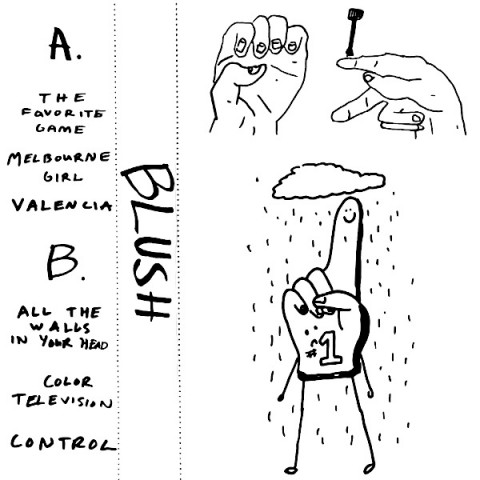 A.
THE
FAVORITE
GAME
MELBOURNE
GIRL
VALENCIA
B.
ALL THE
WALLS
IN YOUR HEAD
COLOR
TELEVISION
CONTROL
BLUSH
#1